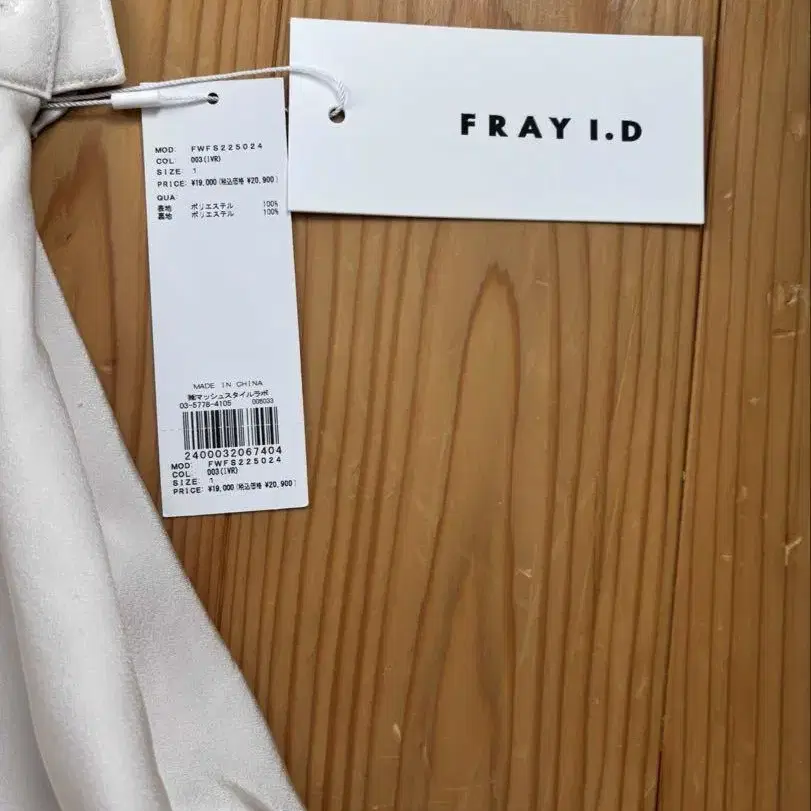 FRAY I.D
MOD: FWFS225024
COL: 003(IVR)
SIZE: 1
PRICE: ¥19,000(税込価格 ¥20,900)
QUA:
表地 ポリエステル 100%
裏地 ポリエステル 100%
MADE IN CHINA
㈱マッシュスタイルラボ
03-5778-4105 006033
2400032067404
MOD: FWFS225024
COL: 003(IVR)
SIZE: 1
PRICE: ¥19,000(税込価格 ¥20,900)